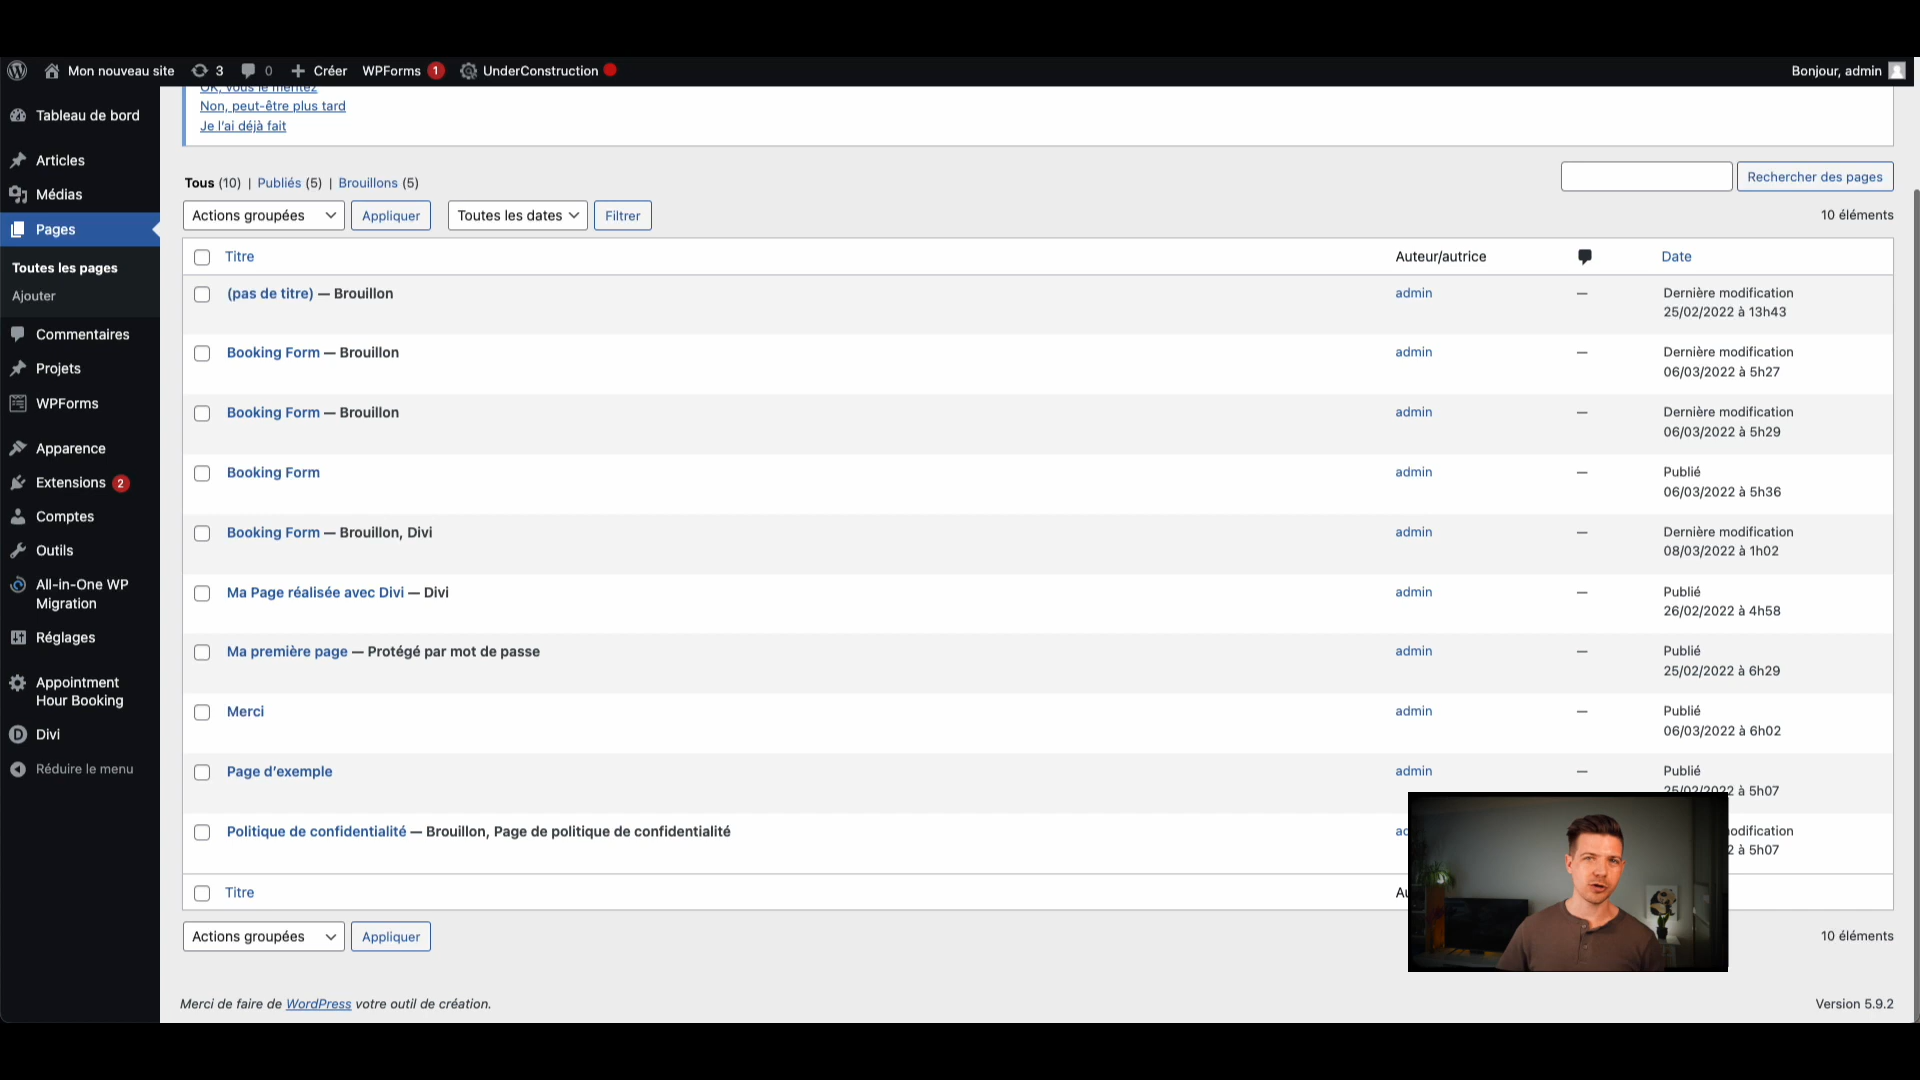 Mon nouveau site 3 0 Créer WPForms 1 UnderConstruction Bonjour, admin
OK, vous le méritez
Non, peut-être plus tard
Je l'ai déjà fait
Tableau de bord
Articles
Médias
Pages
Toutes les pages
Ajouter
Commentaires
Projets
WPForms
Apparence
Extensions 2
Comptes
Outils
All-in-One WP
Migration
Réglages
Appointment
Hour Booking
Divi
Réduire le menu
Tous (10) | Publiés (5) | Brouillons (5)
Rechercher des pages
Actions groupées Appliquer Toutes les dates Filtrer 10 éléments
Titre Auteur/autrice Date
(pas de titre) — Brouillon admin — Dernière modification
25/02/2022 à 13h43
Booking Form — Brouillon admin — Dernière modification
06/03/2022 à 5h27
Booking Form — Brouillon admin — Dernière modification
06/03/2022 à 5h29
Booking Form admin — Publié
06/03/2022 à 5h36
Booking Form — Brouillon, Divi admin — Dernière modification
08/03/2022 à 1h02
Ma Page réalisée avec Divi — Divi admin — Publié
26/02/2022 à 4h58
Ma première page — Protégé par mot de passe admin — Publié
25/02/2022 à 6h29
Merci admin — Publié
06/03/2022 à 6h02
Page d'exemple admin — Publié
25/02/2022 à 5h07
Politique de confidentialité — Brouillon, Page de politique de confidentialité
à 5h07
Titre
Actions groupées Appliquer 10 éléments
Merci de faire de WordPress votre outil de création. Version 5.9.2